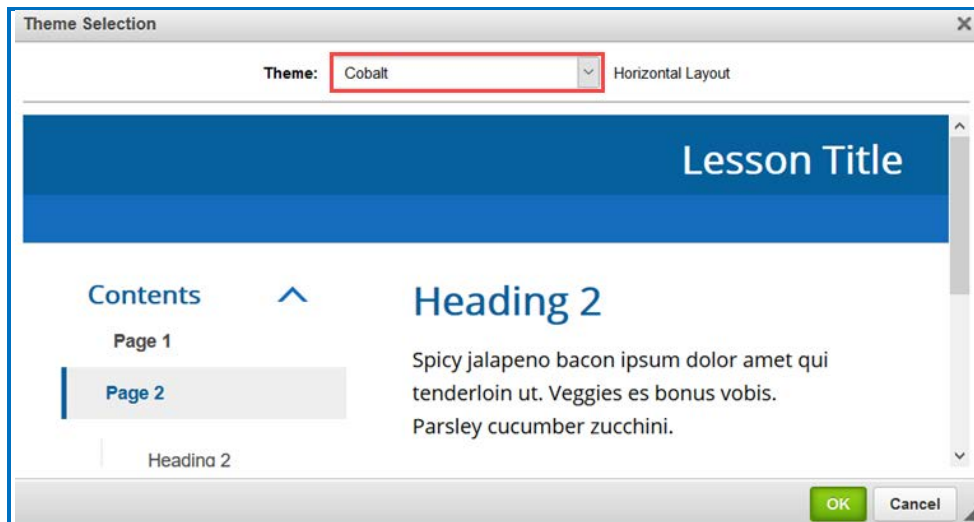 Theme Selection
Theme: Cobalt Horizontal Layout
Lesson Title
Contents
Page 1
Page 2
Heading 2
Heading 2
Spicy jalapeno bacon ipsum dolor amet qui
tenderloin ut. Veggies es bonus vobis.
Parsley cucumber zucchini.
OK Cancel